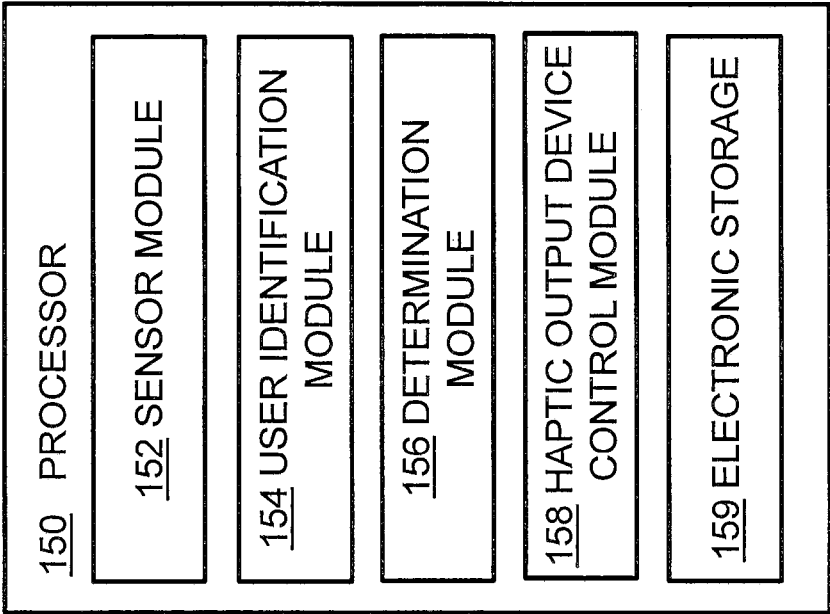 150 PROCESSOR
152 SENSOR MODULE
154 USER IDENTIFICATION
MODULE
156 DETERMINATION
MODULE
158 HAPTIC OUTPUT DEVICE
CONTROL MODULE
159 ELECTRONIC STORAGE